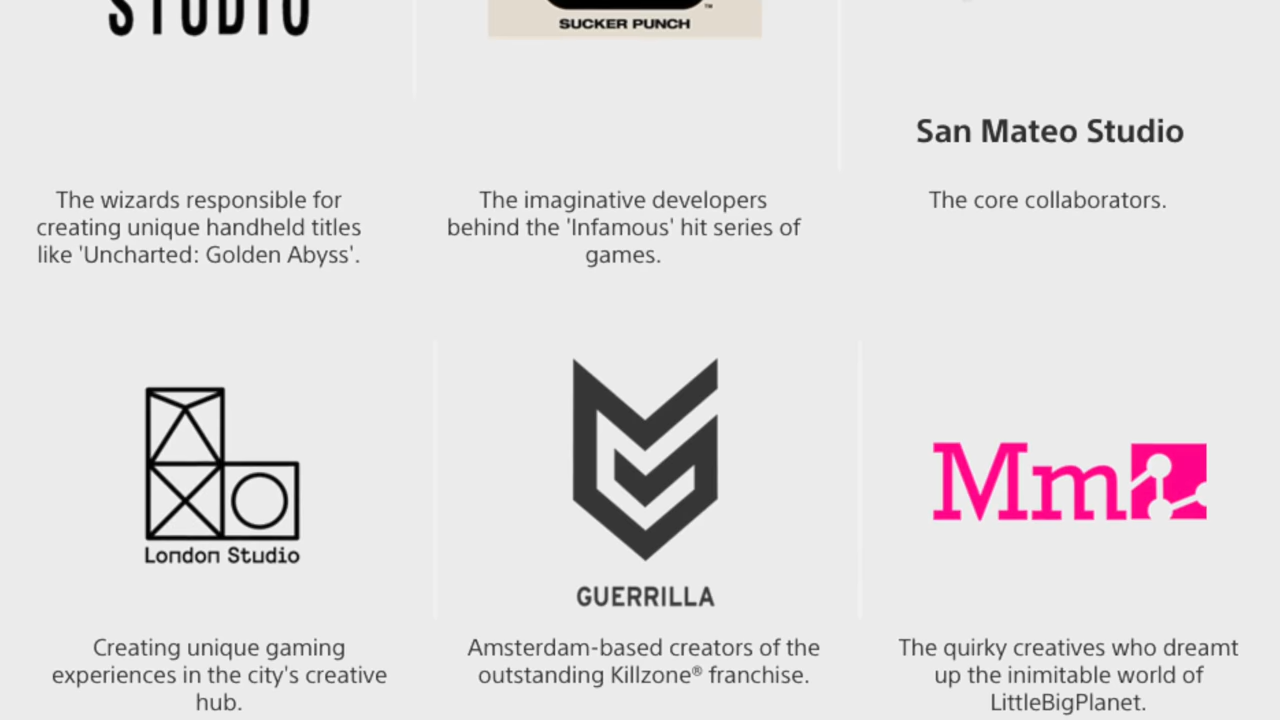 STUDIO
SUCKER PUNCH
San Mateo Studio
The wizards responsible for
creating unique handheld titles
like 'Uncharted: Golden Abyss'.
The imaginative developers
behind the 'Infamous' hit series of
games.
The core collaborators.
London Studio
GUERRILLA
Mm
Creating unique gaming
experiences in the city's creative
hub.
Amsterdam-based creators of the
outstanding Killzone® franchise.
The quirky creatives who dreamt
up the inimitable world of
LittleBigPlanet.